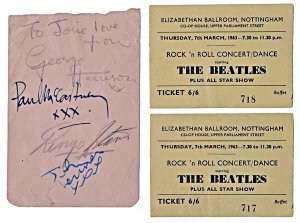 To Josie love
from
George
Harrison
Paul McCartney
xxx
Ringo Starr
ELIZABETHAN BALLROOM, NOTTINGHAM
CO-OP HOUSE, UPPER PARLIAMENT STREET
THURSDAY, 7th MARCH, 1963—7.30 to 11.30 p.m.
ROCK 'n ROLL CONCERT/DANCE
starring
THE BEATLES
PLUS ALL STAR SHOW
TICKET 6/6
718
Buffet
ELIZABETHAN BALLROOM, NOTTINGHAM
CO-OP HOUSE, UPPER PARLIAMENT STREET
THURSDAY, 7th MARCH, 1963—7.30 to 11.30 p.m.
ROCK 'n ROLL CONCERT/DANCE
starring
THE BEATLES
PLUS ALL STAR SHOW
TICKET 6/6
717
Buffet